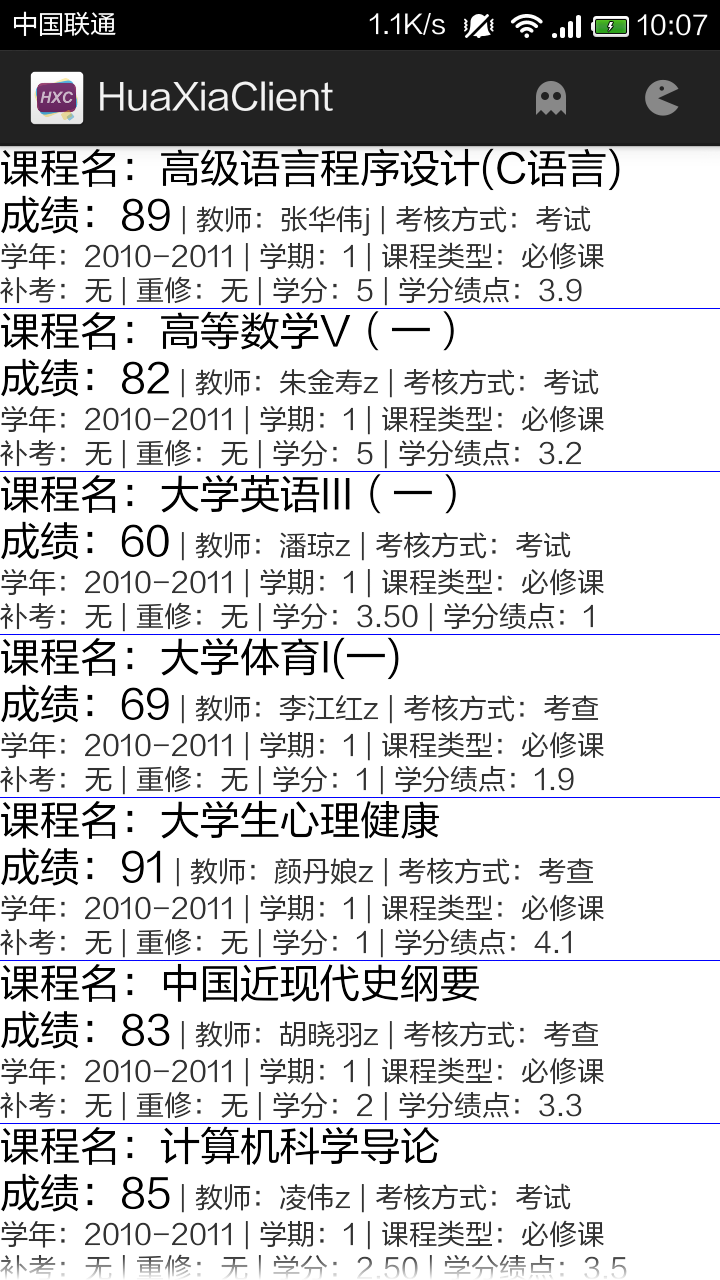 中国联通 1.1K/s 10:07
HXC HuaXiaClient
课程名：高级语言程序设计(C语言)
成绩：89 | 教师：张华伟j | 考核方式：考试
学年：2010-2011 | 学期：1 | 课程类型：必修课
补考：无 | 重修：无 | 学分：5 | 学分绩点：3.9
课程名：高等数学V（一）
成绩：82 | 教师：朱金寿z | 考核方式：考试
学年：2010-2011 | 学期：1 | 课程类型：必修课
补考：无 | 重修：无 | 学分：5 | 学分绩点：3.2
课程名：大学英语III（一）
成绩：60 | 教师：潘琼z | 考核方式：考试
学年：2010-2011 | 学期：1 | 课程类型：必修课
补考：无 | 重修：无 | 学分：3.50 | 学分绩点：1
课程名：大学体育I(一)
成绩：69 | 教师：李江红z | 考核方式：考查
学年：2010-2011 | 学期：1 | 课程类型：必修课
补考：无 | 重修：无 | 学分：1 | 学分绩点：1.9
课程名：大学生心理健康
成绩：91 | 教师：颜丹娘z | 考核方式：考查
学年：2010-2011 | 学期：1 | 课程类型：必修课
补考：无 | 重修：无 | 学分：1 | 学分绩点：4.1
课程名：中国近现代史纲要
成绩：83 | 教师：胡晓羽z | 考核方式：考查
学年：2010-2011 | 学期：1 | 课程类型：必修课
补考：无 | 重修：无 | 学分：2 | 学分绩点：3.3
课程名：计算机科学导论
成绩：85 | 教师：凌伟z | 考核方式：考试
学年：2010-2011 | 学期：1 | 课程类型：必修课
补考：无 | 重修：无 | 学分：2.50 | 学分绩点：3.5